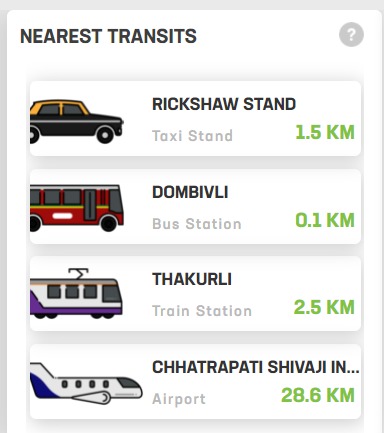 NEAREST TRANSITS
?
RICKSHAW STAND
Taxi Stand
1.5 KM
DOMBIVLI
Bus Station
0.1 KM
THAKURLI
Train Station
2.5 KM
CHHATRAPATI SHIVAJI IN...
Airport
28.6 KM